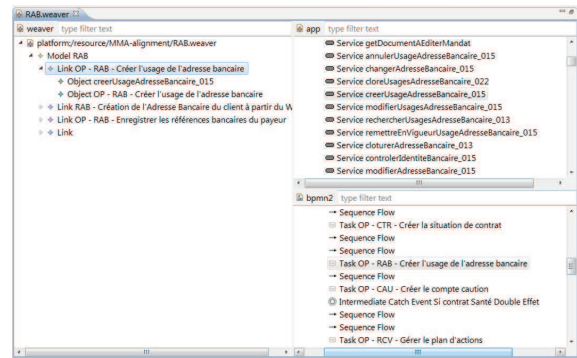 RAB.weaver
weaver type filter text
platform:/resource/MMA-alignment/RAB.weaver
Model RAB
Link OP - RAB - Créer l'usage de l'adresse bancaire
Object creerUsageAdresseBancaire_015
Object OP - RAB - Créer l'usage de l'adresse bancaire
Link RAB - Création de l'Adresse Bancaire du client à partir du W
Link OP - RAB - Enregistrer les références bancaires du payeur
Link
app type filter text
Service getDocumentAEditerMandat
Service annulerUsageAdresseBancaire_015
Service changerAdresseBancaire_015
Service cloreUsagesAdresseBancaire_022
Service creerUsageAdresseBancaire_015
Service modifierUsagesAdresseBancaire_015
Service rechercherUsagesAdresseBancaire_013
Service remettreEnVigueurUsageAdresseBancaire_015
Service cloturerAdresseBancaire_013
Service controlerIdentiteBancaire_015
Service modifierAdresseBancaire_015
bpmn2 type filter text
Sequence Flow
Task OP - CTR - Créer la situation de contrat
Sequence Flow
Sequence Flow
Task OP - RAB - Créer l'usage de l'adresse bancaire
Sequence Flow
Task OP - CAU - Créer le compte caution
Intermediate Catch Event Si contrat Santé Double Effet
Sequence Flow
Sequence Flow
Task OP - RCV - Gérer le plan d'actions